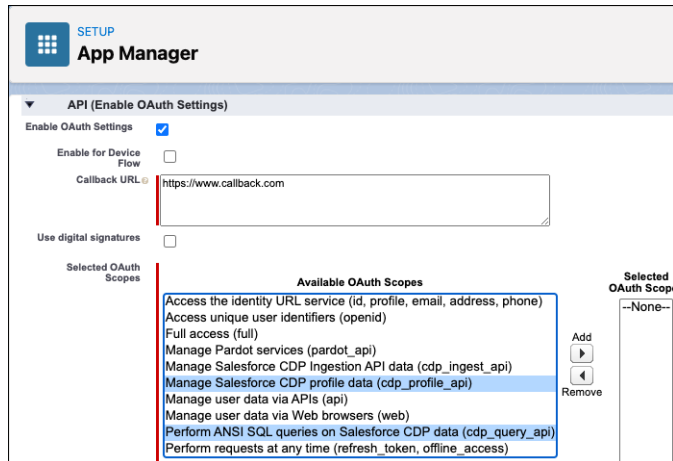 SETUP
App Manager
API (Enable OAuth Settings)
Enable OAuth Settings
Enable for Device
Flow
Callback URL
https://www.callback.com
Use digital signatures
Selected OAuth
Scopes
Available OAuth Scopes
Access the identity URL service (id, profile, email, address, phone)
Access unique user identifiers (openid)
Full access (full)
Manage Pardot services (pardot_api)
Manage Salesforce CDP Ingestion API data (cdp_ingest_api)
Manage Salesforce CDP profile data (cdp_profile_api)
Manage user data via APIs (api)
Manage user data via Web browsers (web)
Perform ANSI SQL queries on Salesforce CDP data (cdp_query_api)
Perform requests at any time (refresh_token, offline_access)
Add
Remove
Selected
OAuth Scope
--None--